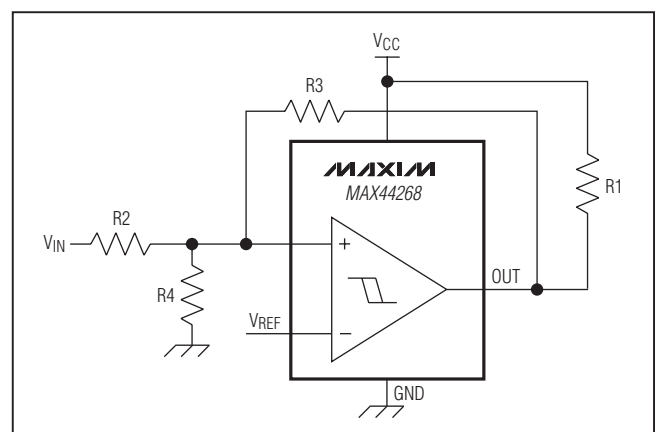 VCC
R3
MAXIM
MAX44268
R1
R2
VIN
+
OUT
R4
VREF
−
GND